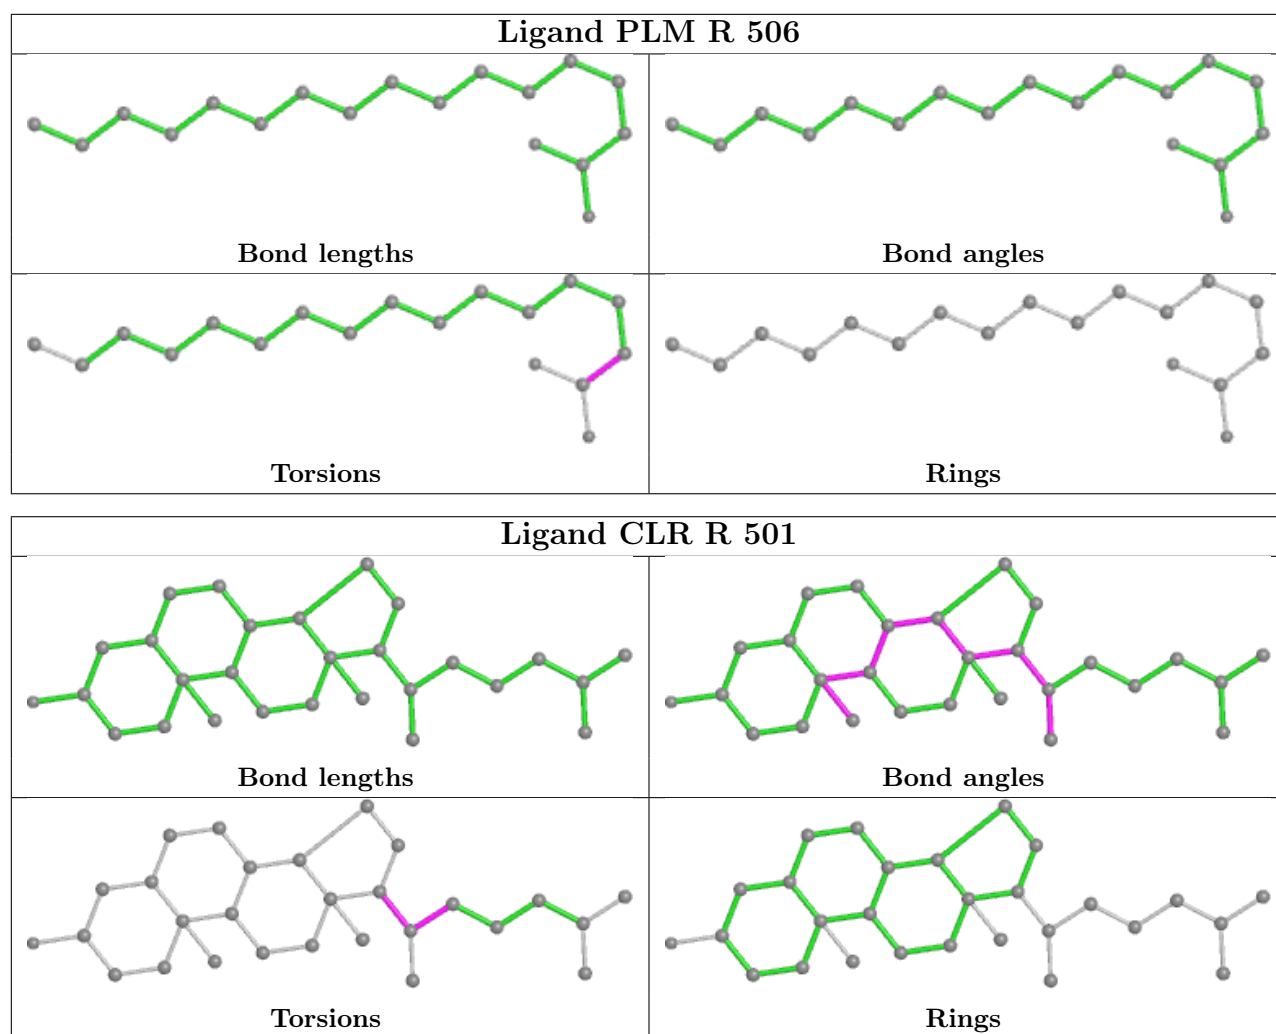 Ligand PLM R 506
Bond lengths
Bond angles
Torsions
Rings
Ligand CLR R 501
Bond lengths
Bond angles
Torsions
Rings